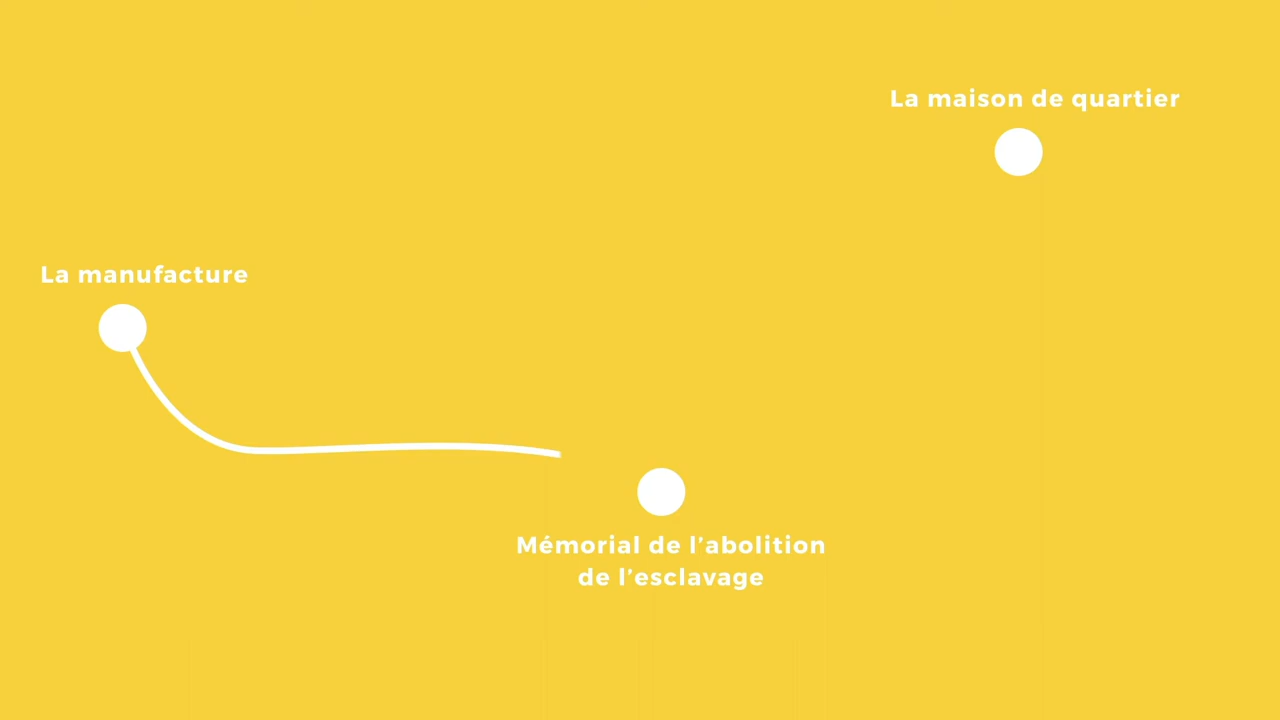 La maison de quartier
La manufacture
Mémorial de l’abolition
de l’esclavage